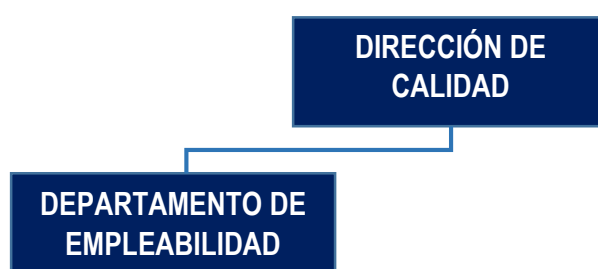 DIRECCIÓN DE
CALIDAD
DEPARTAMENTO DE
EMPLEABILIDAD